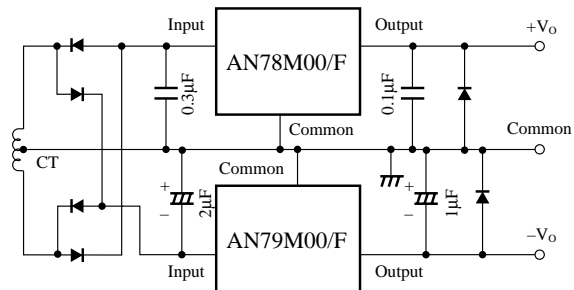 Input
Output
+VO
AN78M00/F
0.3µF
0.1µF
Common
Common
CT
Common
+
–
2µF
+
–
1µF
AN79M00/F
Input
Output
–VO